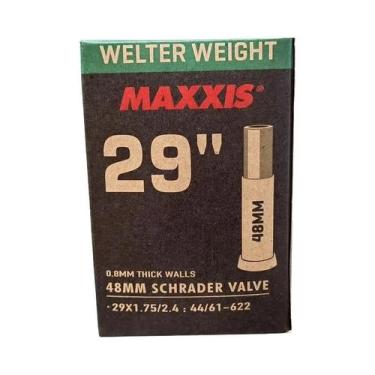 WELTER WEIGHT
MAXXIS®
29"
48MM
0.8MM THICK WALLS
48MM SCHRADER VALVE
·29X1.75/2.4 : 44/61-622